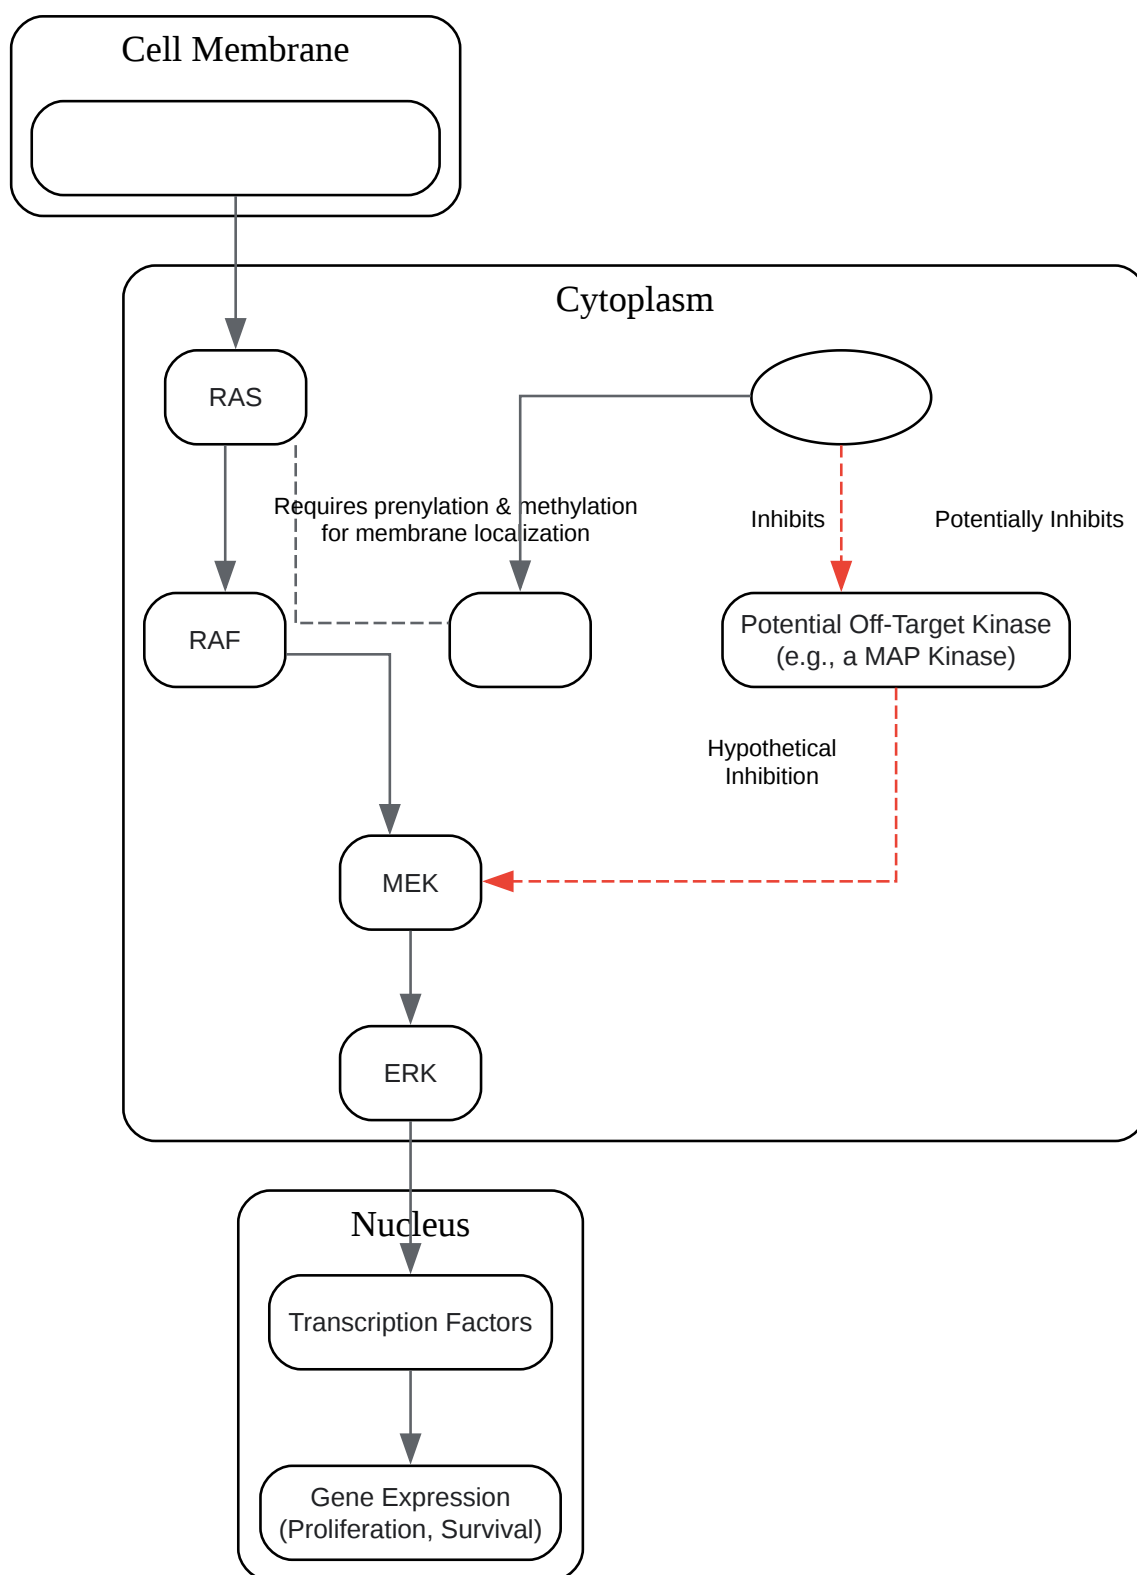 Cell Membrane
Cytoplasm
RAS
Requires prenylation & methylation
for membrane localization
Inhibits
Potentially Inhibits
RAF
Potential Off-Target Kinase
(e.g., a MAP Kinase)
Hypothetical
Inhibition
MEK
ERK
Nucleus
Transcription Factors
Gene Expression
(Proliferation, Survival)